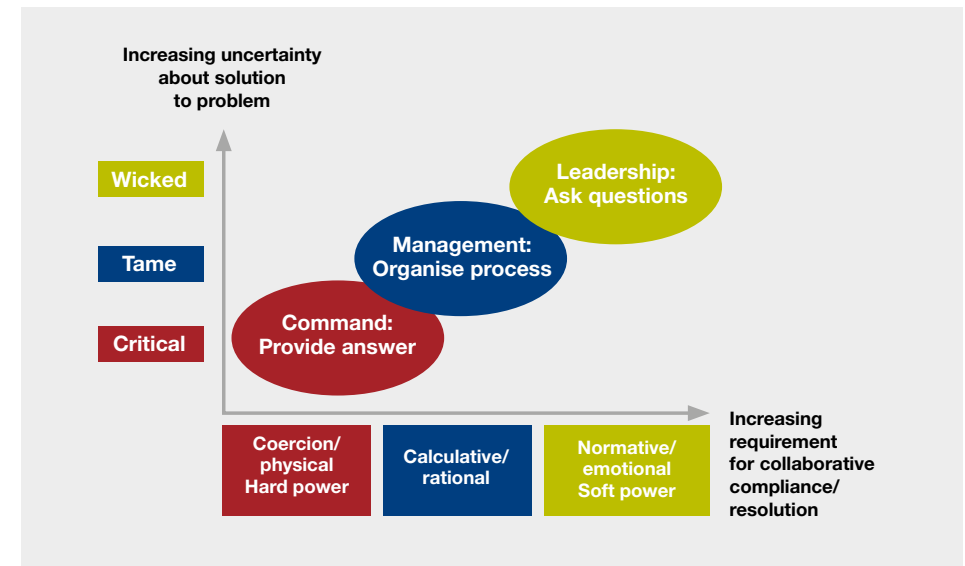 Increasing uncertainty
about solution
to problem
Wicked
Leadership:
Ask questions
Tame
Management:
Organise process
Critical
Command:
Provide answer
Coercion/
physical
Hard power
Calculative/
rational
Normative/
emotional
Soft power
Increasing
requirement
for collaborative
compliance/
resolution